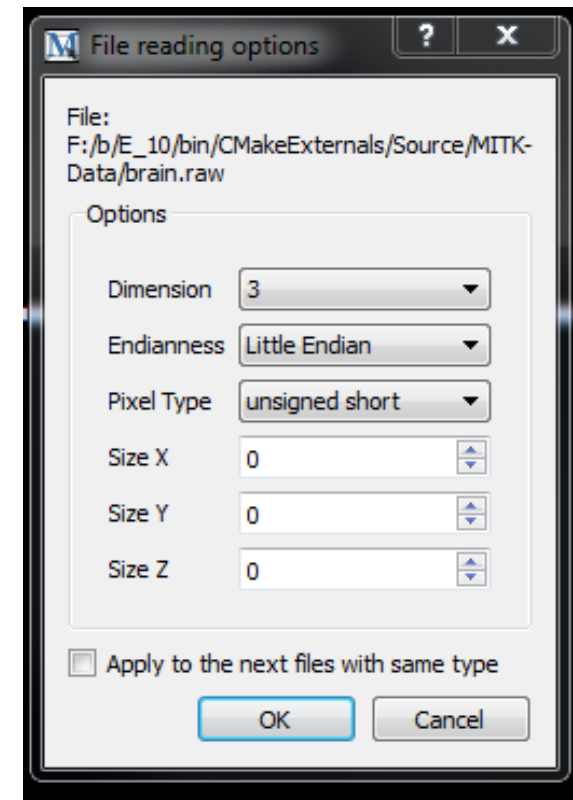 File reading options
File:
F:/b/E_10/bin/CMakeExternals/Source/MITK-
Data/brain.raw
Options
Dimension 3
Endianness Little Endian
Pixel Type unsigned short
Size X 0
Size Y 0
Size Z 0
Apply to the next files with same type
OK Cancel